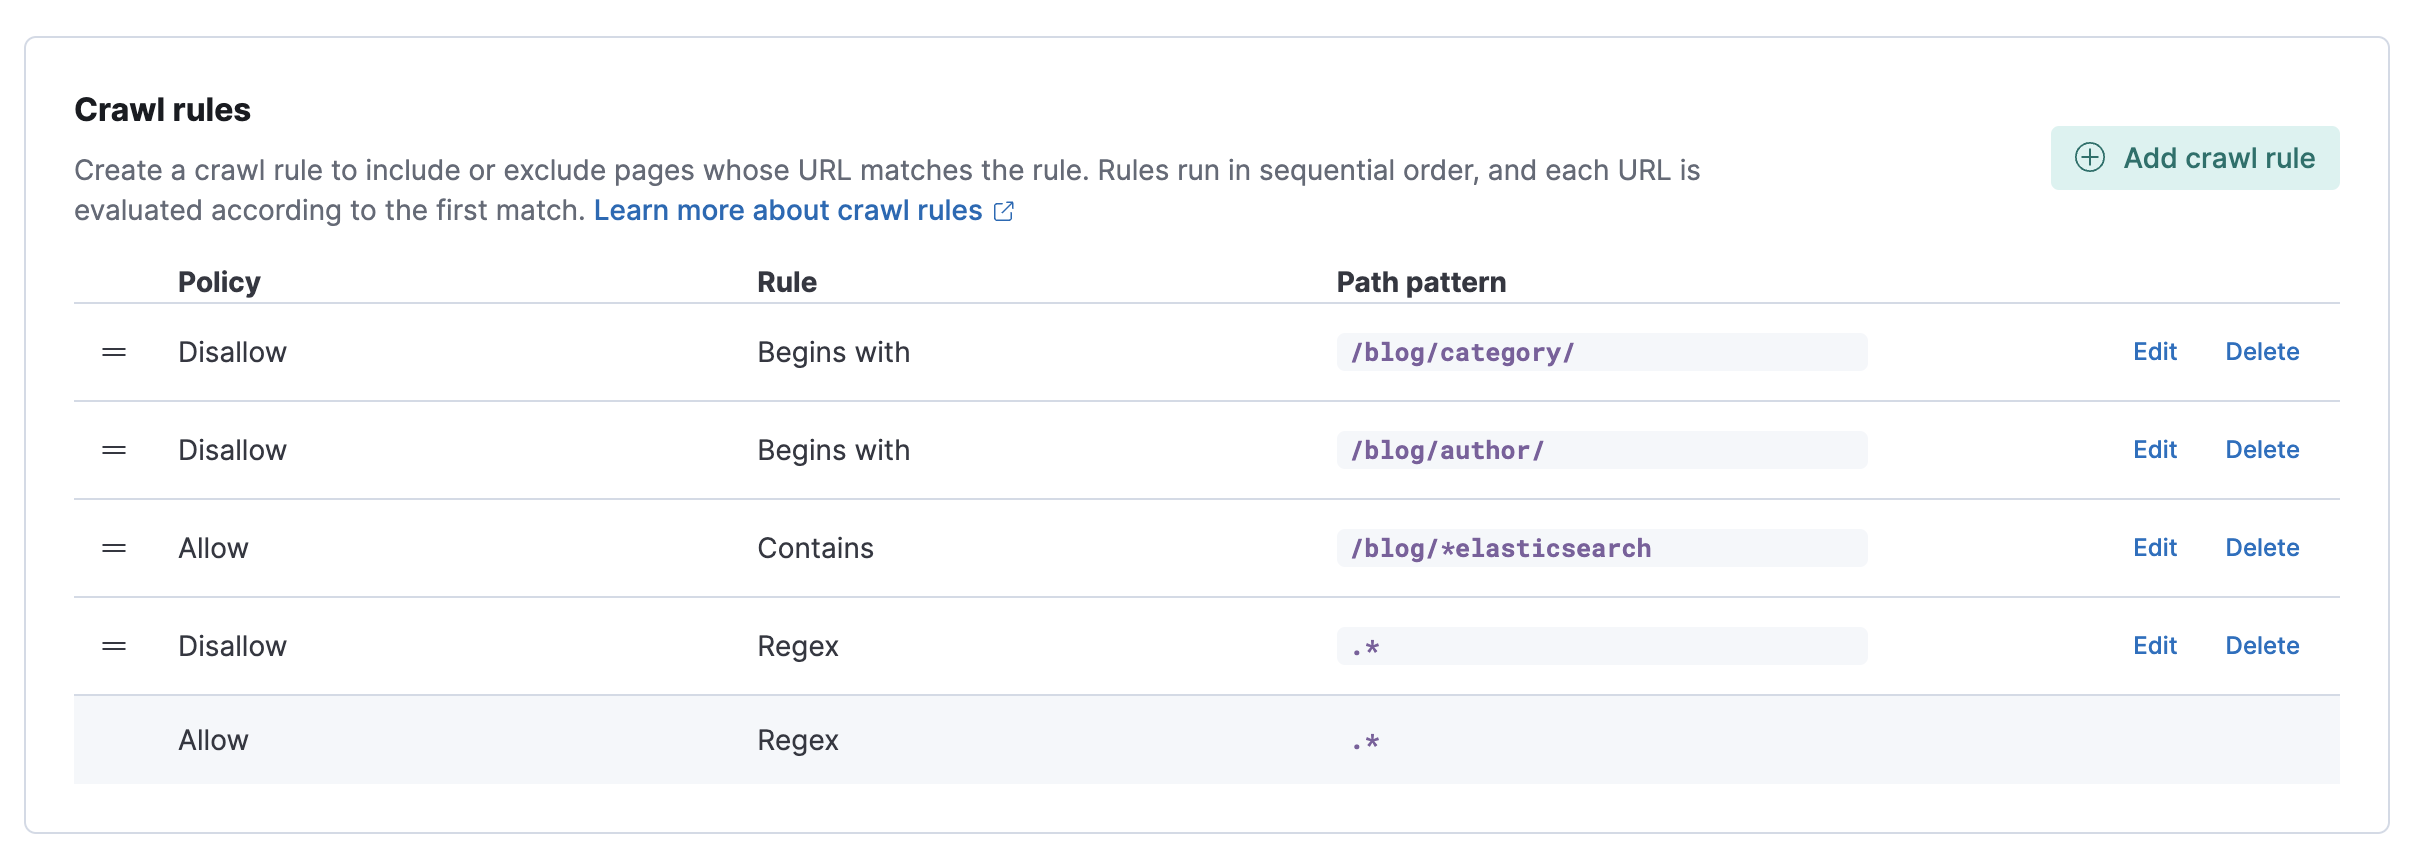 Crawl rules
Create a crawl rule to include or exclude pages whose URL matches the rule. Rules run in sequential order, and each URL is
evaluated according to the first match. Learn more about crawl rules
Add crawl rule
Policy Rule Path pattern
Disallow Begins with /blog/category/ Edit Delete
Disallow Begins with /blog/author/ Edit Delete
Allow Contains /blog/*elasticsearch Edit Delete
Disallow Regex .* Edit Delete
Allow Regex .*